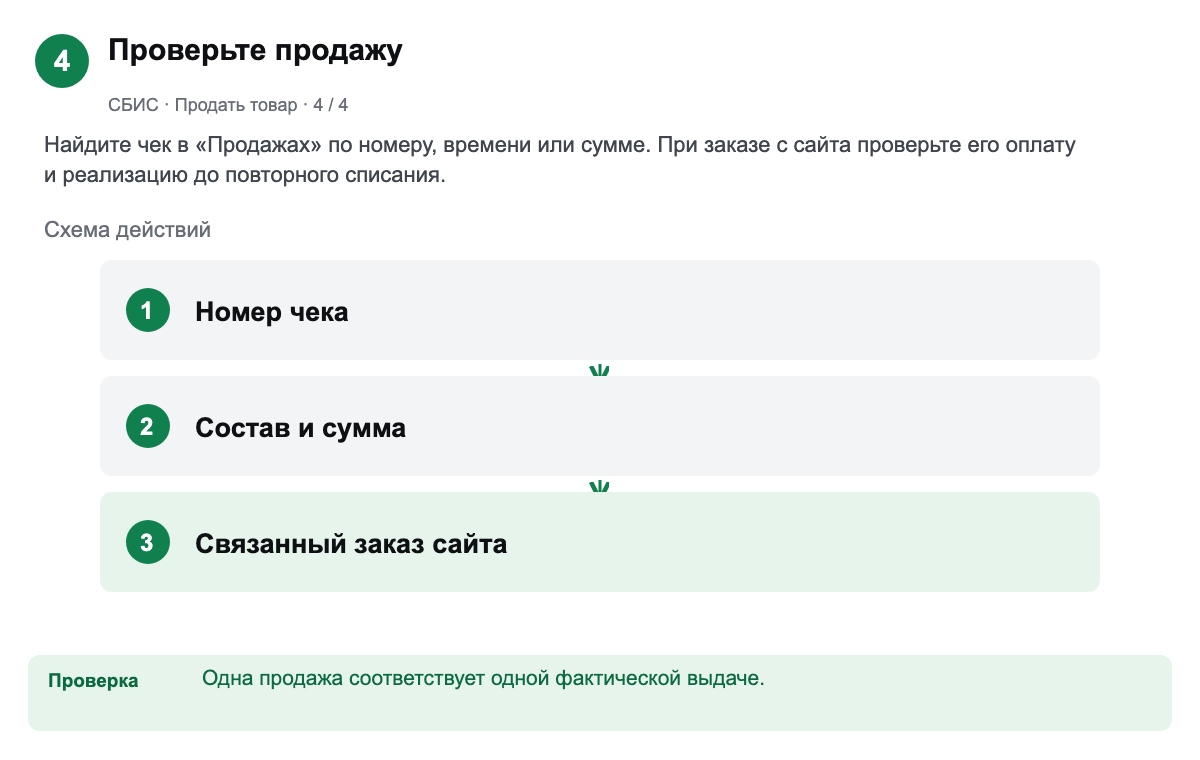 4
Проверьте продажу
СБИС · Продать товар · 4 / 4
Найдите чек в «Продажах» по номеру, времени или сумме. При заказе с сайта проверьте его оплату
и реализацию до повторного списания.
Схема действий
1 Номер чека
2 Состав и сумма
3 Связанный заказ сайта
Проверка Одна продажа соответствует одной фактической выдаче.